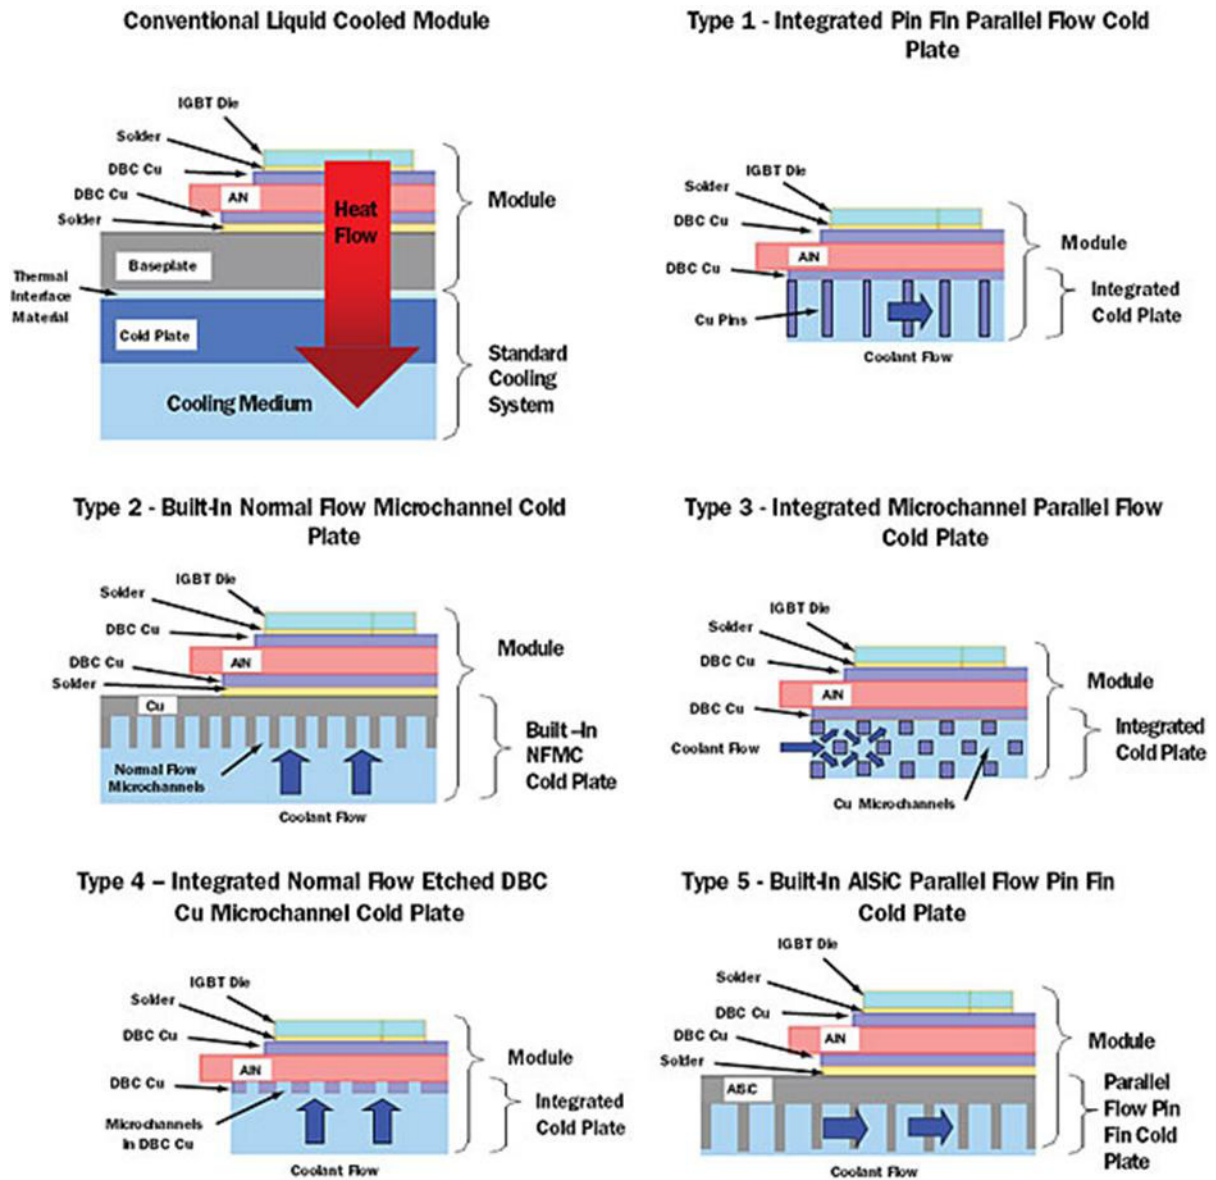 Conventional Liquid Cooled Module
IGBT Die
Solder
DBC Cu
DBC Cu
AN
Solder
Heat
Flow
Module
Baseplate
Thermal
Interface
Material
Cold Plate
Standard
Cooling
System
Cooling Medium
Type 1 - Integrated Pin Fin Parallel Flow Cold
Plate
IGBT Die
Solder
DBC Cu
AlN
DBC Cu
Module
Integrated
Cold Plate
Cu Pins
Coolant Flow
Type 2 - Built-In Normal Flow Microchannel Cold
Plate
IGBT Die
Solder
DBC Cu
DBC Cu
AlN
Solder
Module
Cu
Built-In
NFMC
Cold Plate
Normal Flow
Microchannels
Coolant Flow
Type 3 - Integrated Microchannel Parallel Flow
Cold Plate
IGBT Die
Solder
DBC Cu
AlN
DBC Cu
Module
Coolant Flow
Integrated
Cold Plate
Cu Microchannels
Type 4 – Integrated Normal Flow Etched DBC
Cu Microchannel Cold Plate
IGBT Die
Solder
DBC Cu
AlN
DBC Cu
Module
Microchannels
in DBC Cu
Integrated
Cold Plate
Coolant Flow
Type 5 - Built-In AlSiC Parallel Flow Pin Fin
Cold Plate
IGBT Die
Solder
DBC Cu
DBC Cu
AlN
Solder
Module
AlSiC
Parallel
Flow Pin
Fin Cold
Plate
Coolant Flow